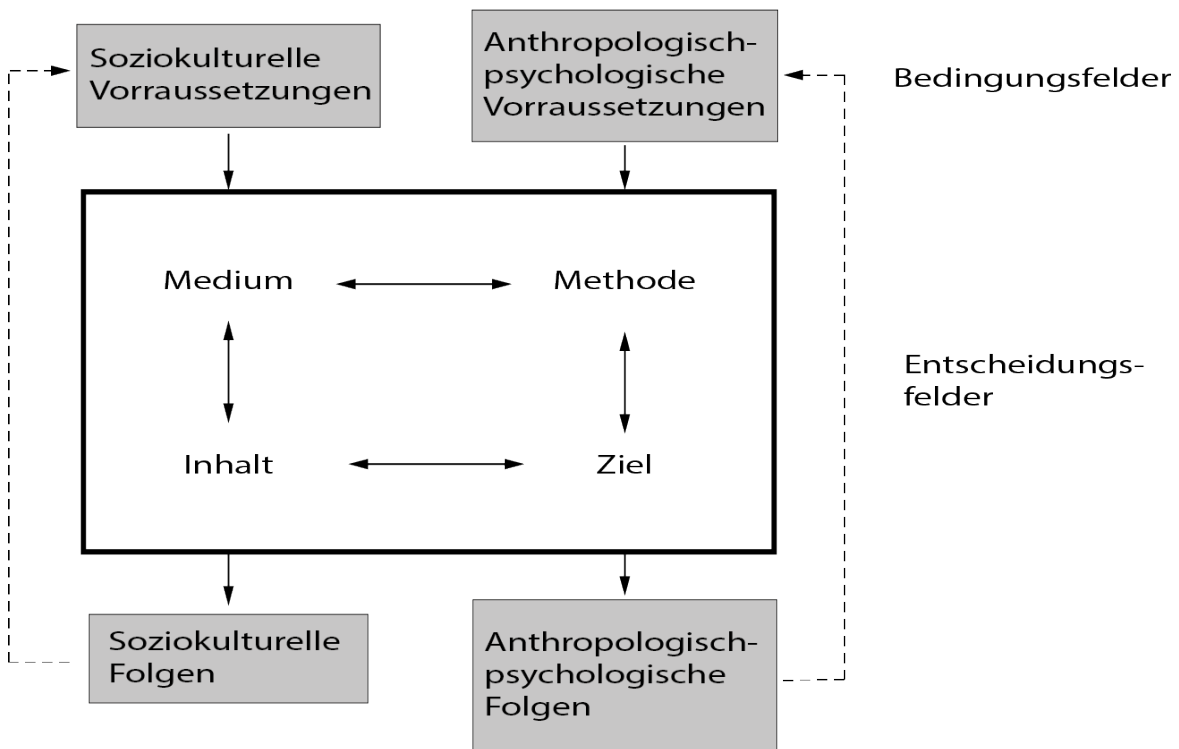 Soziokulturelle
Vorraussetzungen
Anthropologisch-
psychologische
Vorraussetzungen
Bedingungsfelder
Medium
Methode
Entscheidungs-
felder
Inhalt
Ziel
Soziokulturelle
Folgen
Anthropologisch-
psychologische
Folgen